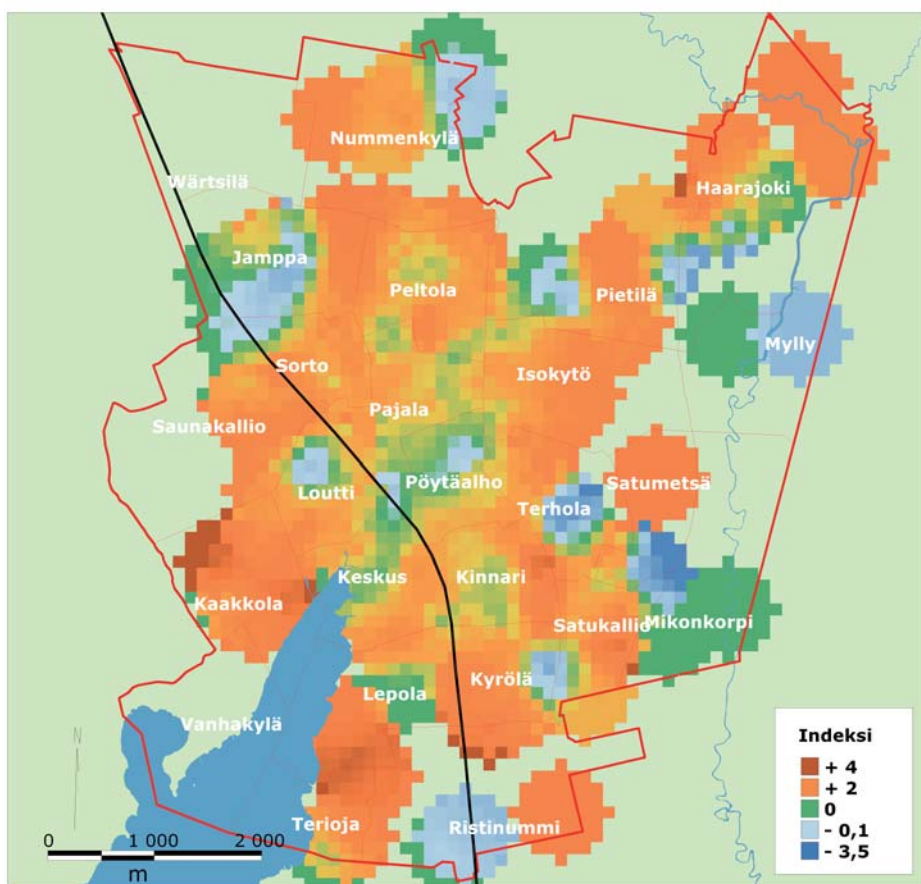 Nummenkylä
Wärtsilä
Haarajoki
Jamppa
Peltola
Pietilä
Mylly
Sorto
Isokytö
Pajala
Saunakallio
Pöytäalho
Satumetsä
Loutti
Terhola
Keskus
Kinnari
Kaakkola
Satukallio
Mikonkorpi
Kyrölä
Lepola
Vanhakylä
N
Indeksi
+ 4
+ 2
0
- 0,1
- 3,5
Terioja
Ristinummi
0 1 000 2 000
m